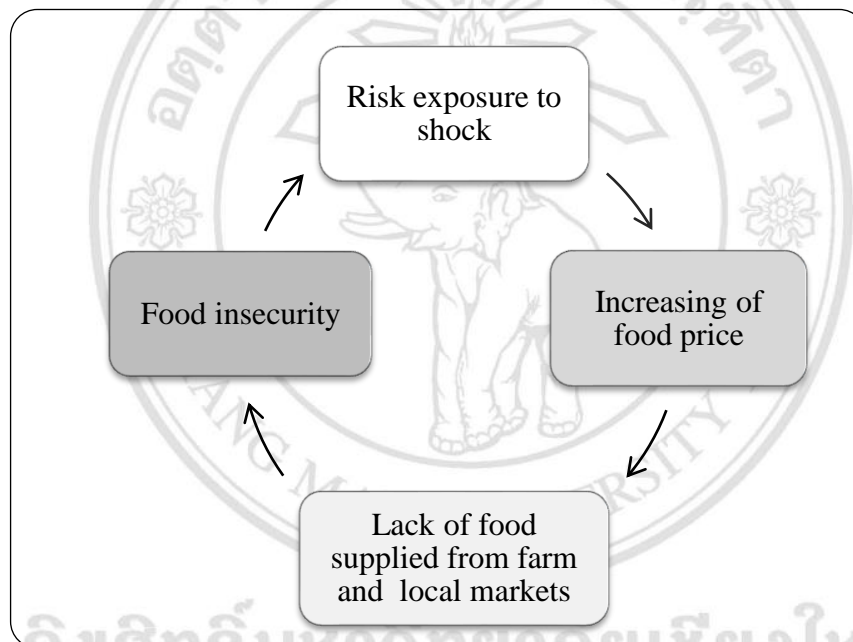 Risk exposure to
shock
Increasing of
food price
Lack of food
supplied from farm
and local markets
Food insecurity